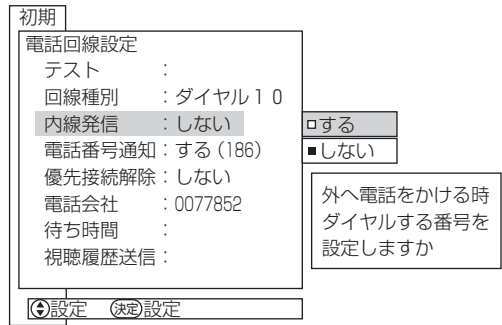 初期
電話回線設定
テスト　　　：
回線種別　　：ダイヤル１０
内線発信　　：しない
電話番号通知：する(186)
優先接続解除：しない
電話会社　　：0077852
待ち時間　　：
視聴履歴送信：
□する
■しない
外へ電話をかける時
ダイヤルする番号を
設定しますか
設定　決定設定